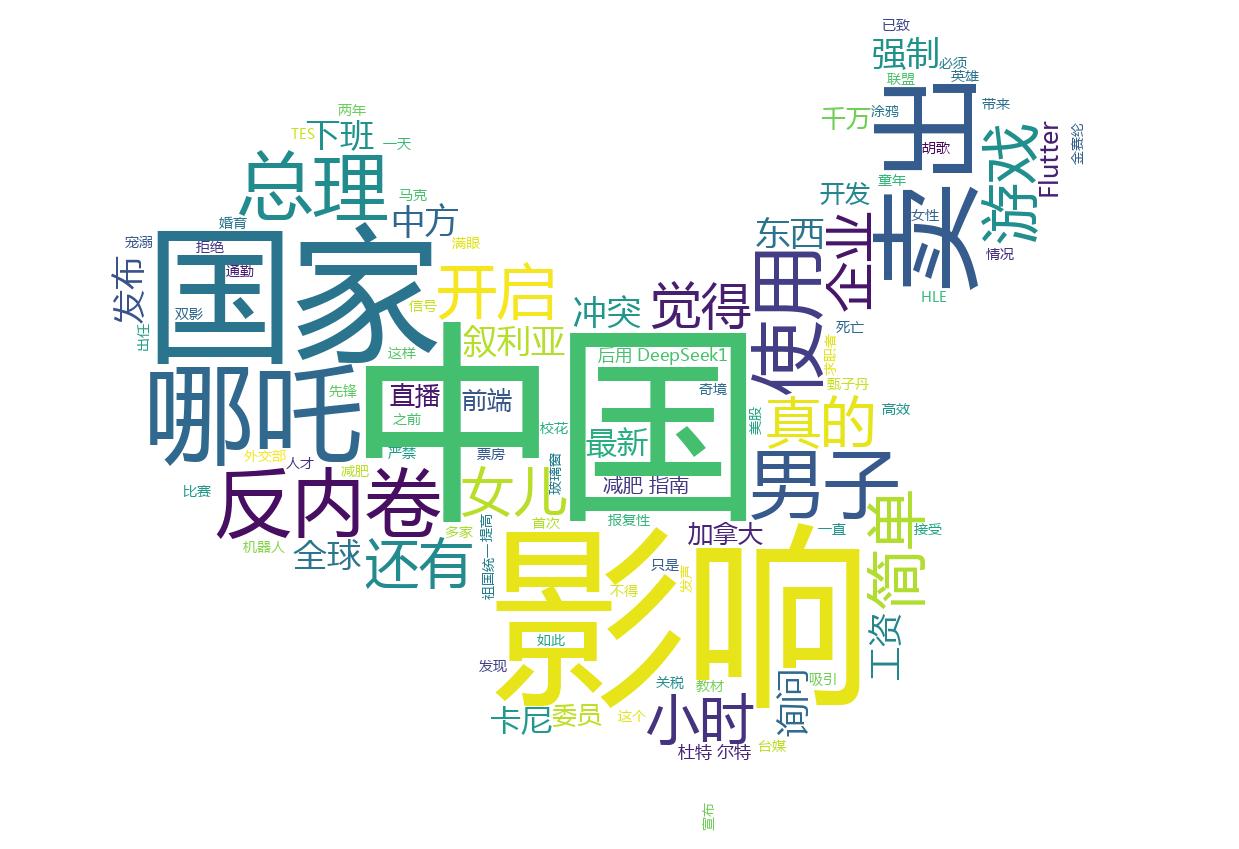 已致
强制
必须
联盟
英雄
两年
千万
涂鸦
带来
TES
下班
一天
卖出
胡歌
游戏
Flutter
金赛纶
总理
马克
开发
童年
婚育
中方
女性
宠溺
拒绝
满眼
东西
企业
情况
发布
国家
通勤
双影
信号
开启
冲突
觉得
使用
HLE
出任
这样
叙利亚
后用 DeepSeek1
死亡
求职者
哪吒
先锋
直播
前端
中国
奇境
甄子丹
之前
校花
最新
美股
真的
高效
外交部
人才
严禁
票房
减肥
玻璃窗
减肥 指南
男子
比赛
反内卷
女儿
多家
首次
报复性
加拿大
一直
接受
简单
机器人
全球
还有
祖国统一
提高
只是
发声
不得
影响
如此
发现
工资
关税
教材
询问
吸引
卡尼
委员
这个
小时
杜特 尔特
台媒
宣布